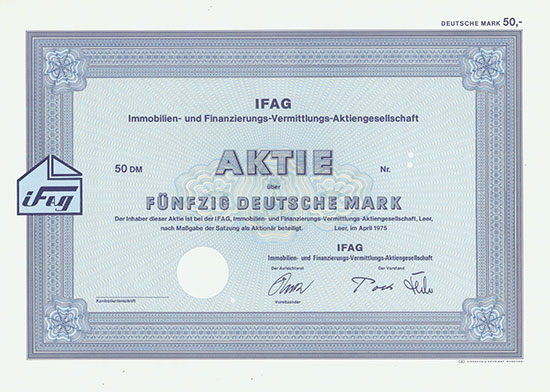 DEUTSCHE MARK 50,-
IFAG
Immobilien- und Finanzierungs-Vermittlungs-Aktiengesellschaft
50 DM
AKTIE
Nr.
über
FÜNFZIG DEUTSCHE MARK
ifag
Der Inhaber dieser Aktie ist bei der IFAG, Immobilien- und Finanzierungs-Vermittlungs-Aktiengesellschaft, Leer,
nach Maßgabe der Satzung als Aktionär beteiligt.
Leer, im April 1975
IFAG
Immobilien- und Finanzierungs-Vermittlungs-Aktiengesellschaft
Der Aufsichtsrat
Der Vorstand
Vorsitzender
Kontrollunterschrift